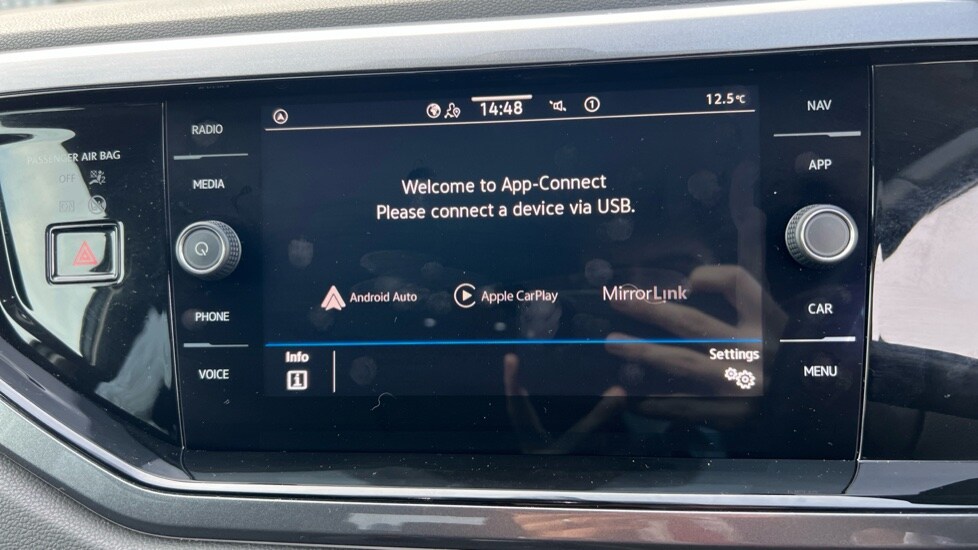 14:48
1
12.5°C
NAV
RADIO
PASSENGER AIR BAG
OFF
APP
MEDIA
Welcome to App-Connect
Please connect a device via USB.
Android Auto
Apple CarPlay
MirrorLink
PHONE
CAR
Info
Settings
VOICE
MENU